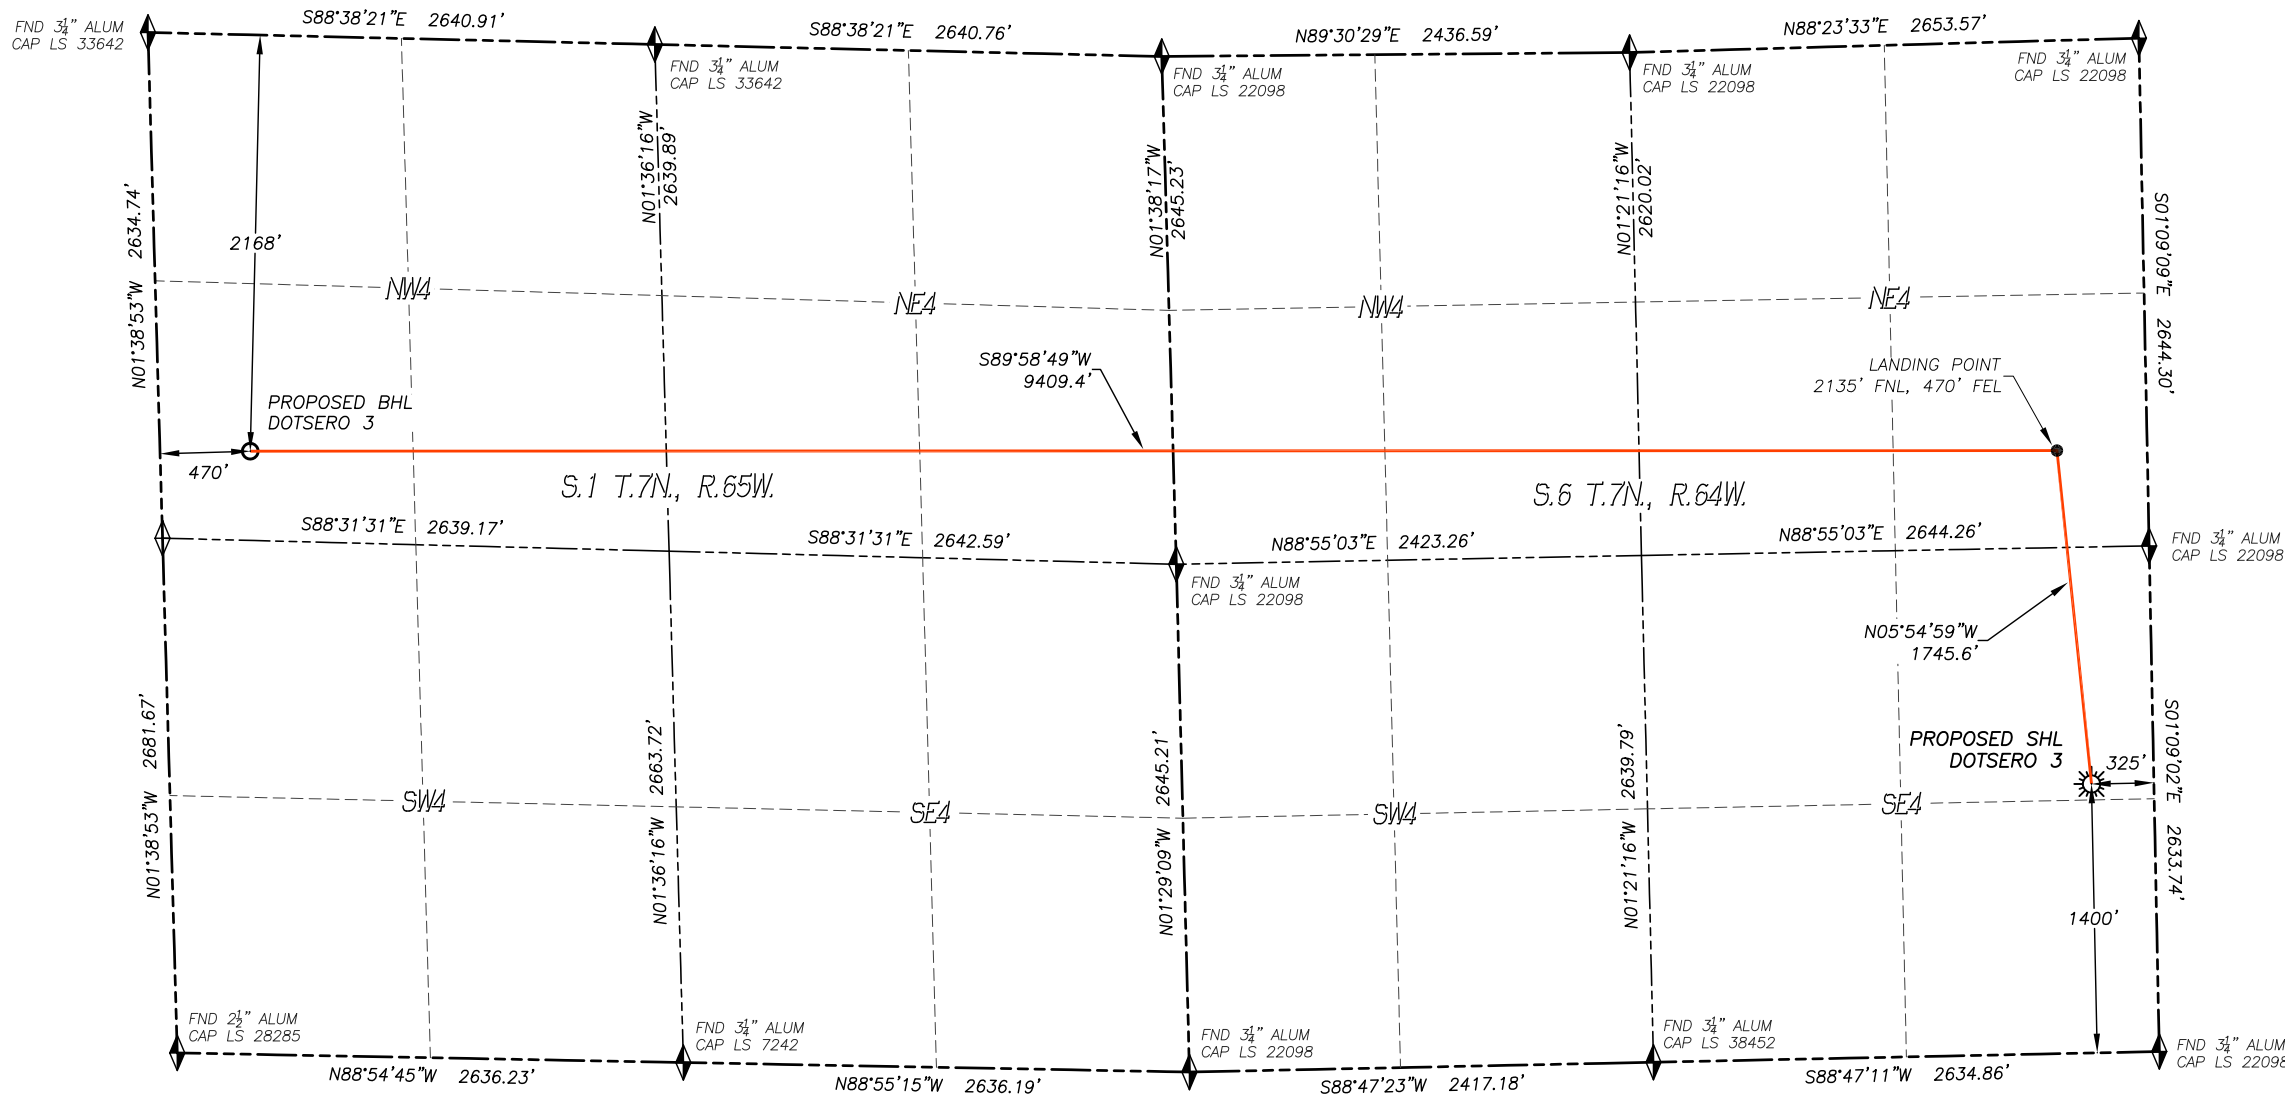 S88°38'21"E 2640.91'
S88°38'21"E 2640.76'
N89°30'29"E 2436.59'
N88°23'33"E 2653.57'
FND 3¼" ALUM
CAP LS 33642
FND 3¼" ALUM
CAP LS 33642
FND 3¼" ALUM
CAP LS 22098
FND 3¼" ALUM
CAP LS 22098
FND 3¼" ALUM
CAP LS 22098
N01°38'53"W 2634.74'
2168'
N01°36'16"W
2639.89'
N01°38'17"W
2645.23'
N01°21'16"W
2620.02'
S01°09'09"E 2644.30'
NW4
NE4
NW4
NE4
S89°58'49"W
9409.4'
LANDING POINT
2135' FNL, 470' FEL
PROPOSED BHL
DOTSERO 3
470'
S.1 T.7N., R.65W.
S.6 T.7N., R.64W.
S88°31'31"E 2639.17'
S88°31'31"E 2642.59'
N88°55'03"E 2423.26'
N88°55'03"E 2644.26'
FND 3¼" ALUM
CAP LS 22098
FND 3¼" ALUM
CAP LS 22098
N05°54'59"W
1745.6'
N01°38'53"W 2681.67'
N01°36'16"W 2663.72'
N01°29'09"W 2645.21'
N01°21'16"W 2639.79'
S01°09'02"E 2633.74'
PROPOSED SHL
DOTSERO 3
325'
SW4
SE4
SW4
SE4
1400'
FND 2½" ALUM
CAP LS 28285
FND 3¼" ALUM
CAP LS 7242
FND 3¼" ALUM
CAP LS 22098
FND 3¼" ALUM
CAP LS 38452
FND 3¼" ALUM
CAP LS 22098
N88°54'45"W 2636.23'
N88°55'15"W 2636.19'
S88°47'23"W 2417.18'
S88°47'11"W 2634.86'